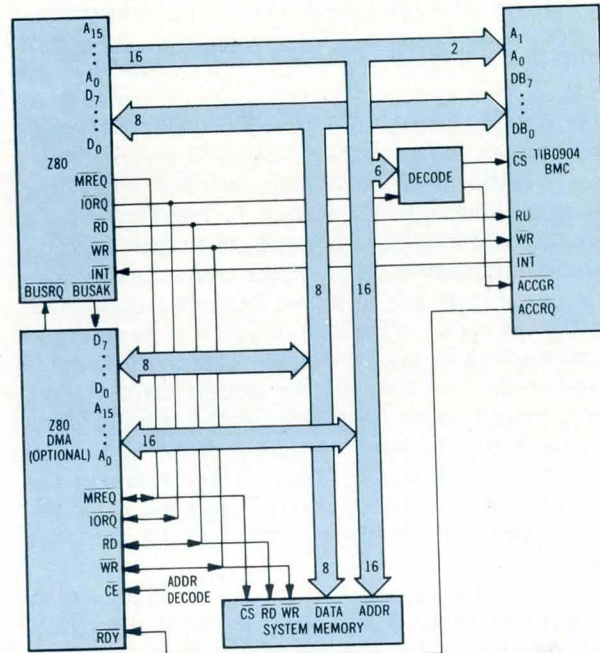 A15
A0
D7
D0
Z80
MREQ
IORQ
RD
WR
INT
BUSRQ BUSAK
16
8
2
6
DECODE
A1
A0
DB7
DB0
CS
TIB0904
BMC
RD
WR
INT
ACCGR
ACCRQ
8
16
D7
D0
8
A15
A0
16
Z80
DMA
(OPTIONAL)
MREQ
IORQ
RD
WR
CE
RDY
ADDR
DECODE
8
16
CS RD WR DATA ADDR
SYSTEM MEMORY